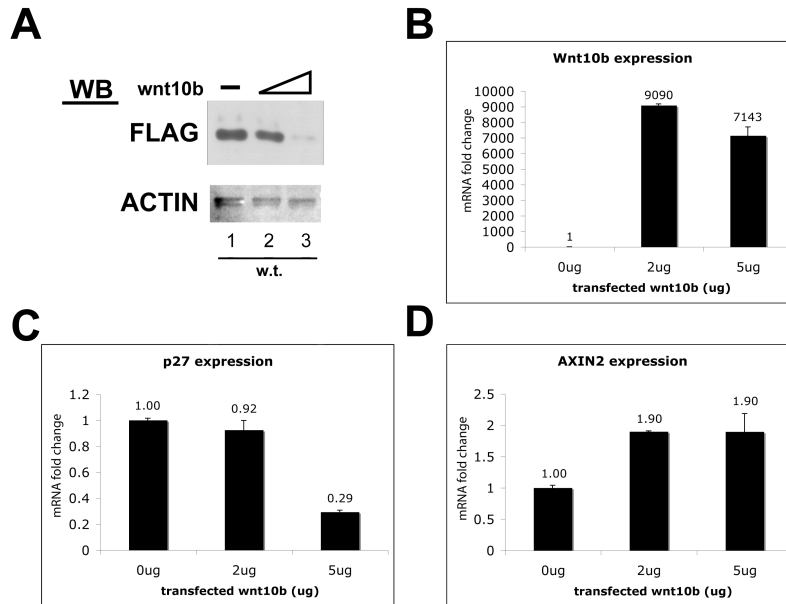 A
WB
wnt10b
FLAG
ACTIN
1 2 3
w.t.
B
Wnt10b expression
mRNA fold change
10000
9000
8000
7000
6000
5000
4000
3000
2000
1000
0
1
9090
7143
0ug 2ug 5ug
transfected wnt10b (ug)
C
p27 expression
mRNA fold change
1.2
1
0.8
0.6
0.4
0.2
0
1.00
0.92
0.29
0ug 2ug 5ug
transfected wnt10b (ug)
D
AXIN2 expression
mRNA fold change
2.5
2
1.5
1
0.5
0
1.00
1.90
1.90
0ug 2ug 5ug
transfected wnt10b (ug)